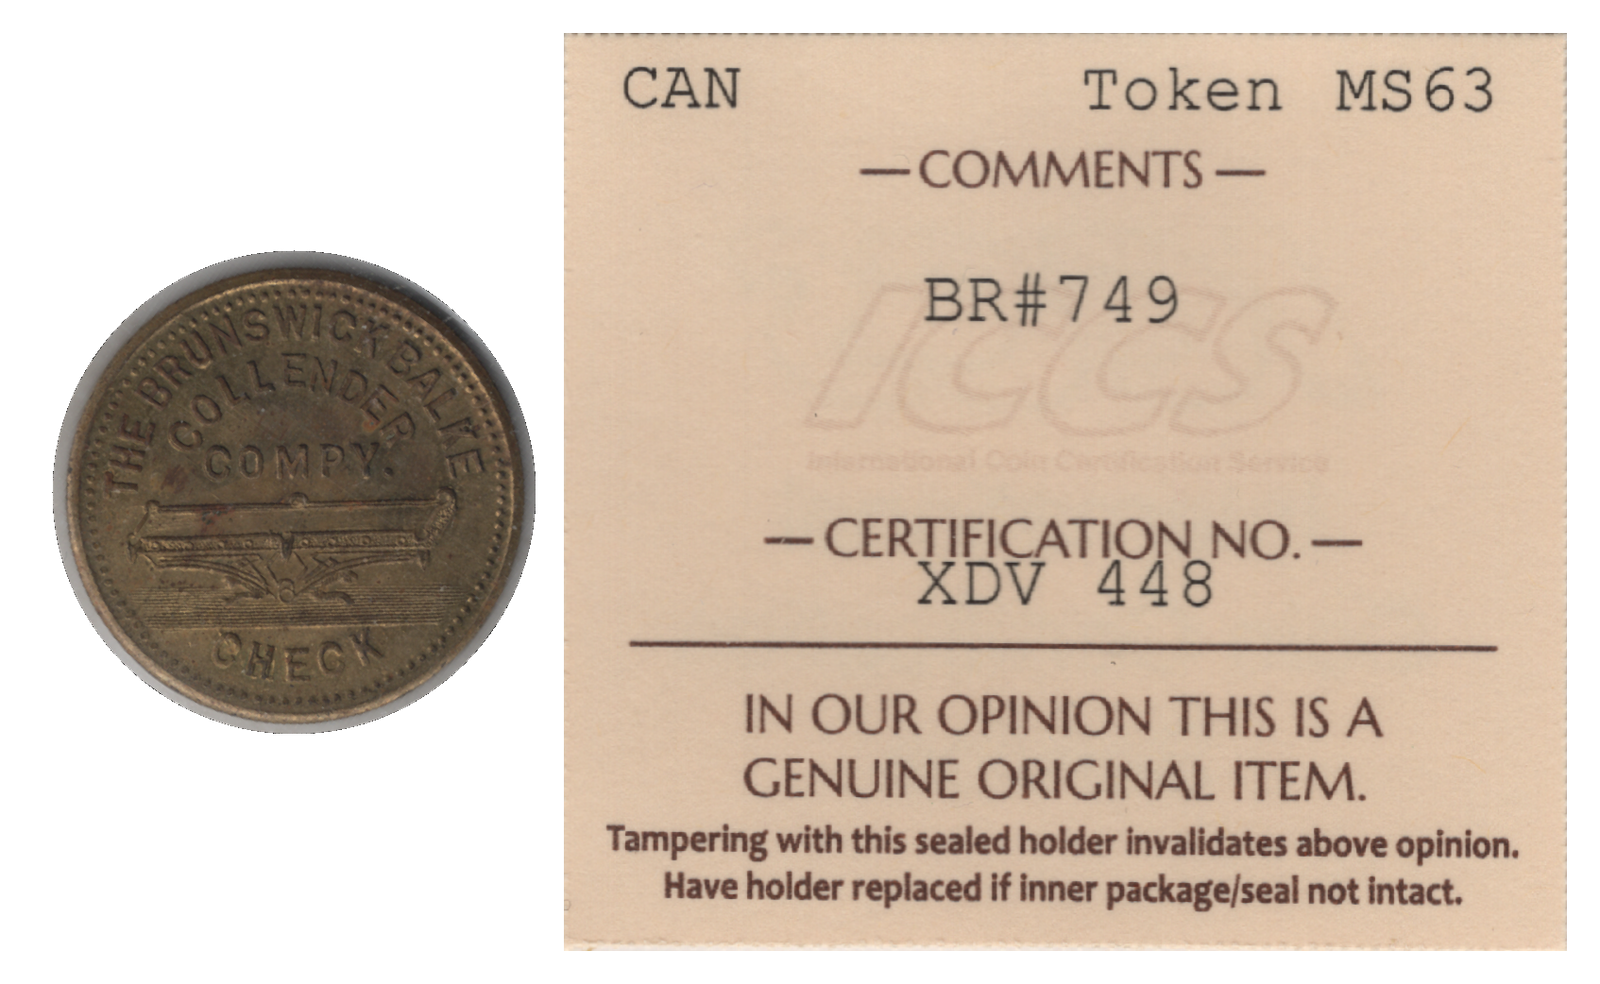 THE BRUNSWICK BALKE
COLLENDER
COMPY.
CHECK
CAN Token MS63
— COMMENTS —
BR#749
ICCS
International Coin Certification Service
— CERTIFICATION NO. —
XDV 448
IN OUR OPINION THIS IS A
GENUINE ORIGINAL ITEM.
Tampering with this sealed holder invalidates above opinion.
Have holder replaced if inner package/seal not intact.